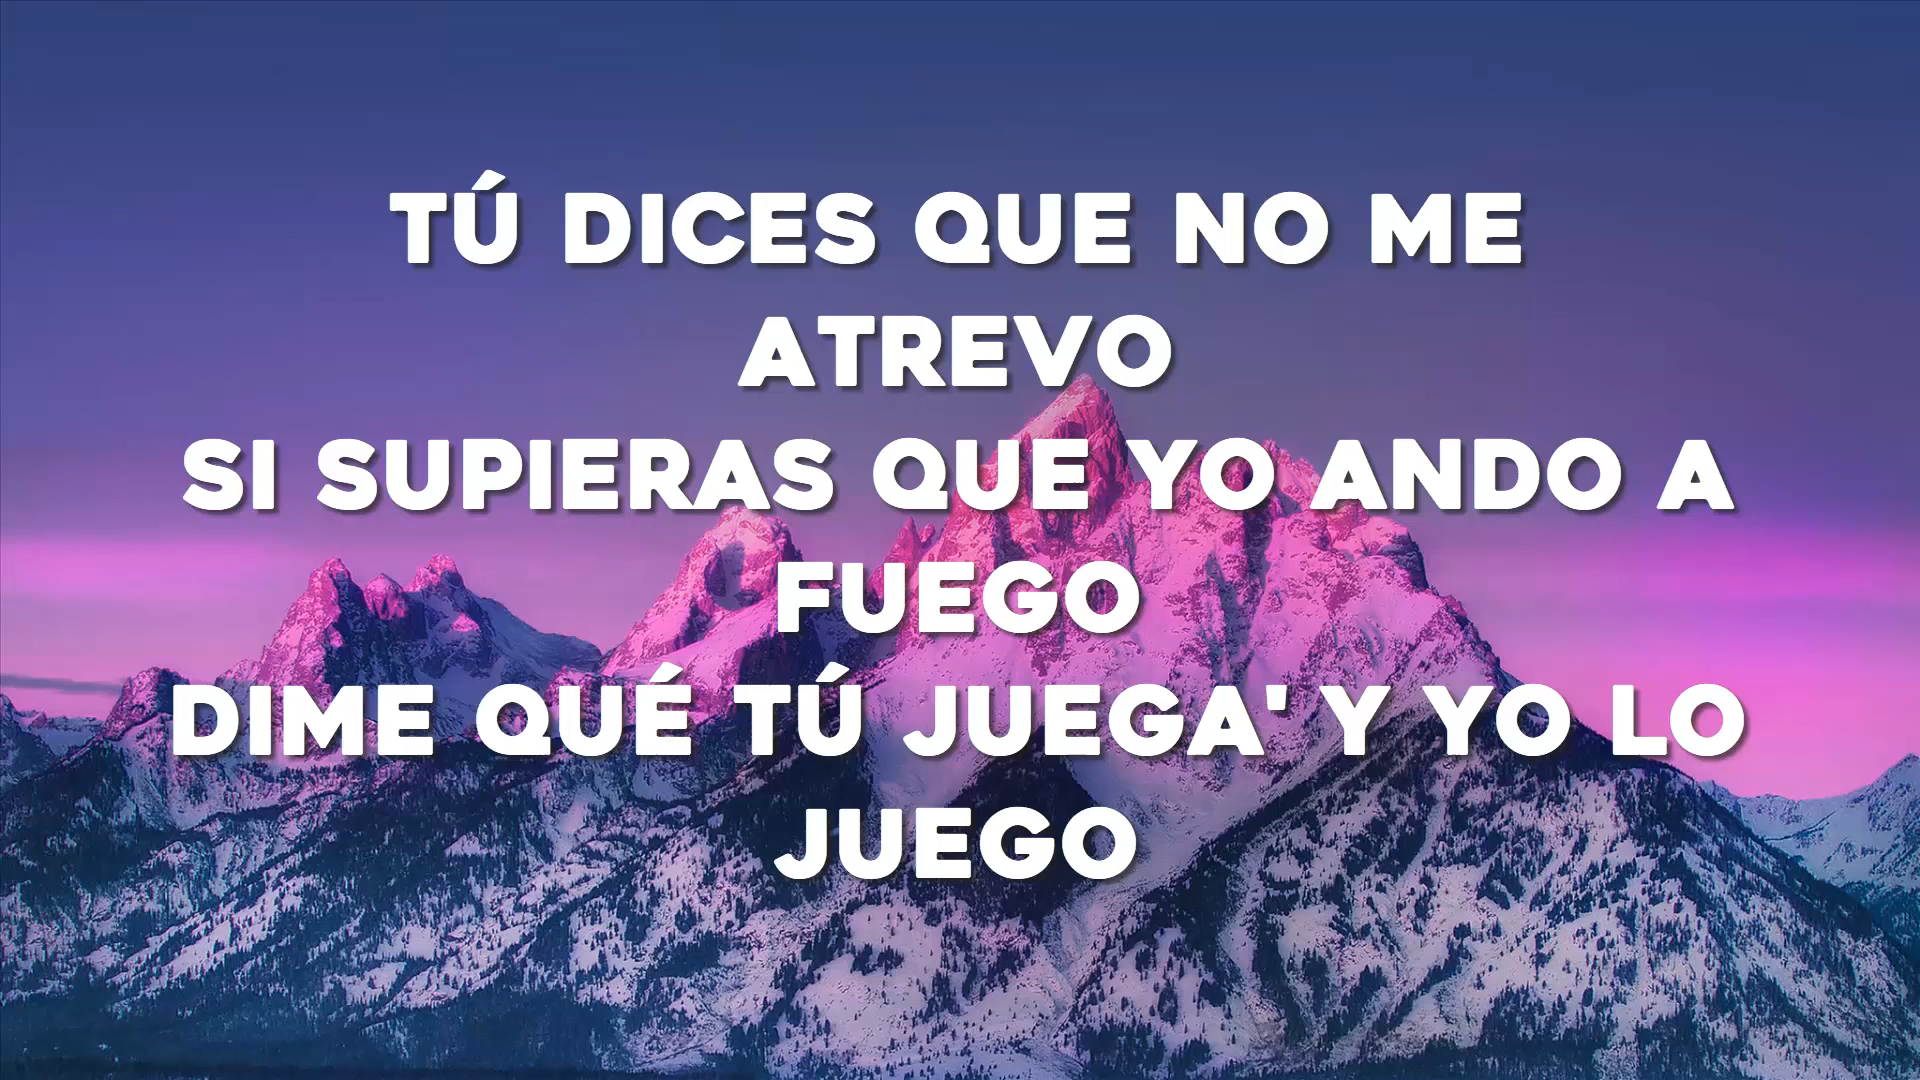 TÚ DICES QUE NO ME
ATREVO
SI SUPIERAS QUE YO ANDO A
FUEGO
DIME QUÉ TÚ JUEGA' Y YO LO
JUEGO